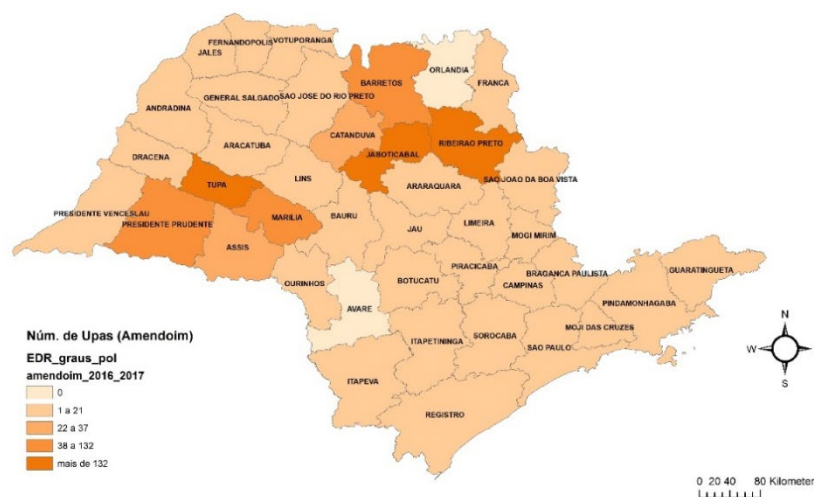 FERNANDOPOLIS
VOTUPORANGA
JALES
ORLANDIA
BARRETOS
FRANCA
GENERAL SALGADO
SAO JOSE DO RIO PRETO
ANDRADINA
CATANDUVA
RIBEIRAO PRETO
ARACATUBA
JABOTICABAL
DRACENA
LINS
SAO JOAO DA BOA VISTA
TUPA
ARARAQUARA
PRESIDENTE VENCESLAU
MARILIA
BAURU
PRESIDENTE PRUDENTE
LIMEIRA
JAU
MOGI MIRIM
ASSIS
PIRACICABA
BRAGANCA PAULISTA
GUARATINGUETA
OURINHOS
BOTUCATU
CAMPINAS
PINDAMONHAGABA
AVARE
MOJI DAS CRUZES
SOROCABA
ITAPETININGA
SAO PAULO
ITAPEVA
REGISTRO
N
W
E
S
Núm. de Upas (Amendoim)
EDR_graus_pol
amendoim_2016_2017
0
1 a 21
22 a 37
38 a 132
mais de 132
0 20 40 80 Kilometer